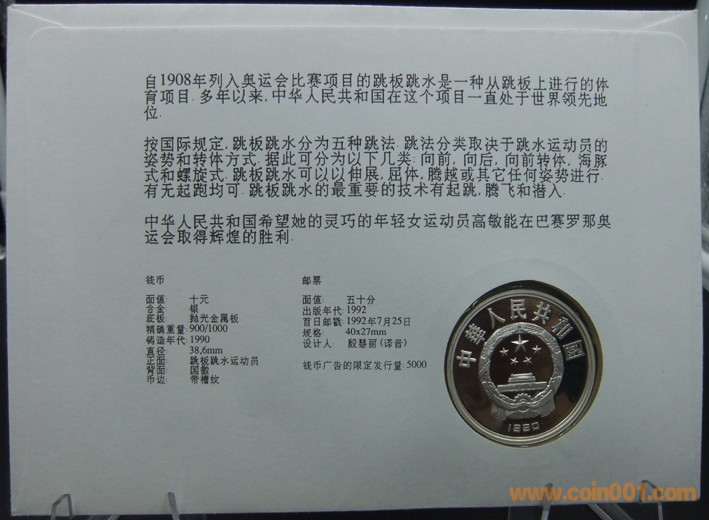 自1908年列入奥运会比赛项目的跳板跳水是一种从跳板上进行的体
育项目. 多年以来, 中华人民共和国在这个项目一直处于世界领先地
位.
按国际规定, 跳板跳水分为五种跳法. 跳法分类取决于跳水运动员的
姿势和转体方式. 据此可分为以下几类: 向前, 向后, 向前转体, 海豚
式和螺旋式. 跳板跳水可以以伸展, 屈体, 腾越或其它任何姿势进行.
有无起跑均可. 跳板跳水的最重要的技术有起跳, 腾飞和潜入.
中华人民共和国希望她的灵巧的年轻女运动员高敏能在巴赛罗那奥
运会取得辉煌的胜利.
钱币
面值: 十元
合金: 银
底板: 抛光金属板
精确重量: 900/1000
铸造年代: 1990
直径: 38,6mm
正面: 跳板跳水运动员
背面: 国徽
币边: 带槽纹
邮票
面值: 五十分
出版年代: 1992
首日邮戳: 1992年7月25日
规格: 40x27mm
设计人: 殷慧丽(译音)
钱币广告的限定发行量: 5000
中華人民共和國
1990
www.coin001.com